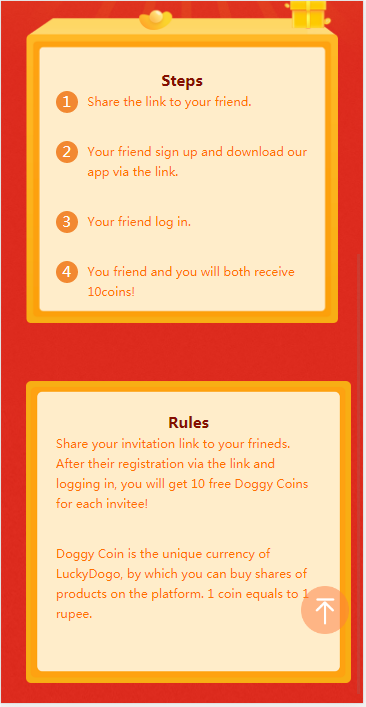 Steps
1 Share the link to your friend.
2 Your friend sign up and download our
app via the link.
3 Your friend log in.
4 You friend and you will both receive
10coins!
Rules
Share your invitation link to your frineds.
After their registration via the link and
logging in, you will get 10 free Doggy Coins
for each invitee!
Doggy Coin is the unique currency of
LuckyDogo, by which you can buy shares of
products on the platform. 1 coin equals to 1
rupee.